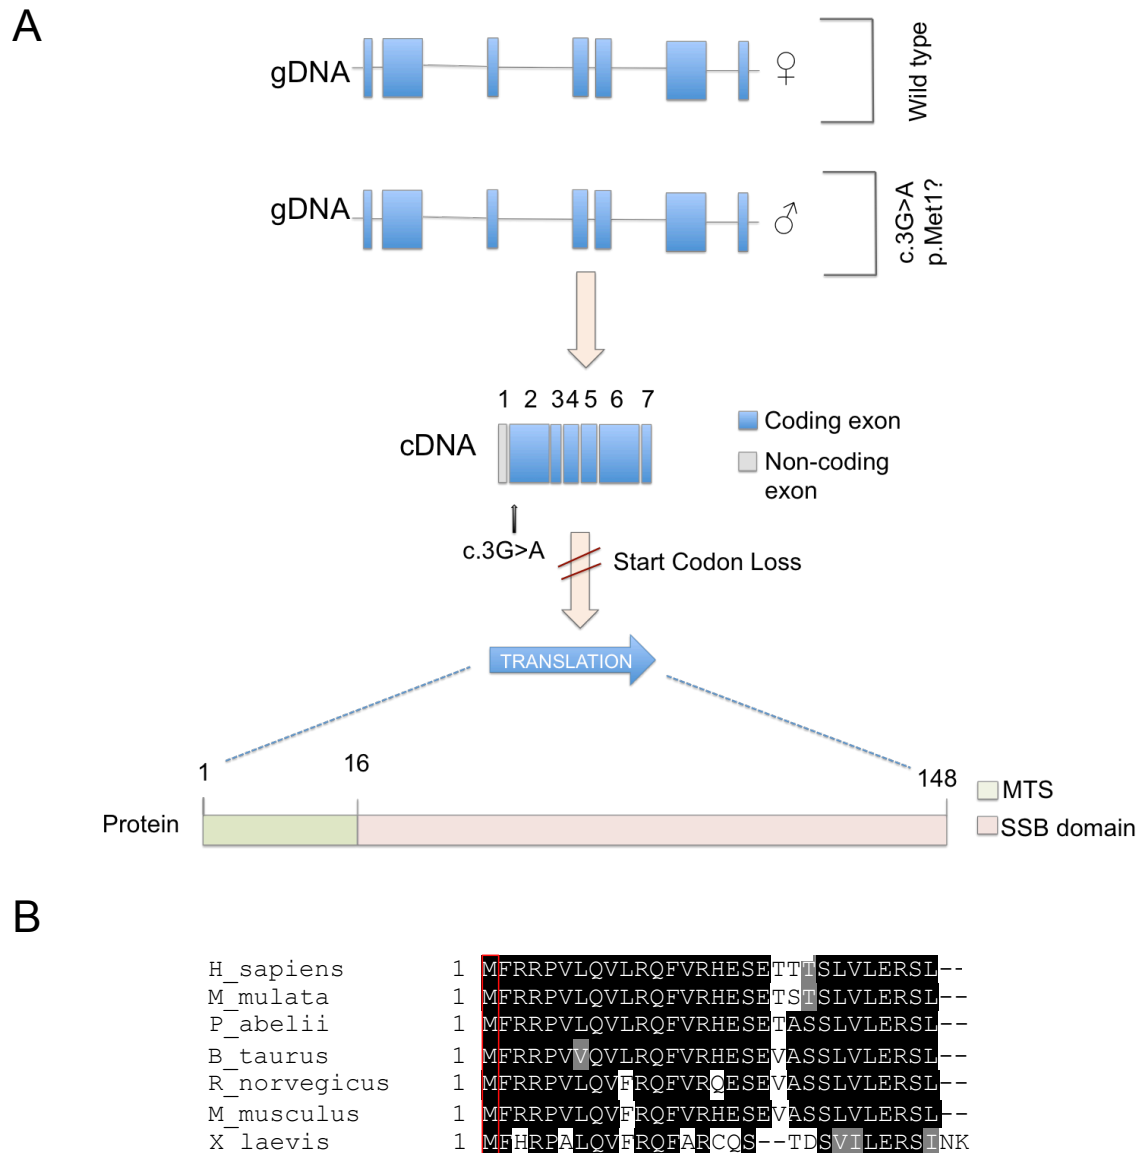 A
gDNA
♀
Wild type
gDNA
♂
c.3G>A
p.Met1?
1 2 3 4 5 6 7
cDNA
Coding exon
Non-coding
exon
c.3G>A
Start Codon Loss
TRANSLATION
1
16
148
MTS
Protein
SSB domain
B
H_sapiens 1 MFRRPVLQVLRQFVRHESETTTSLVLERSL--
M_mulata 1 MFRRPVLQVLRQFVRHESETSTSLVLERSL--
P_abelii 1 MFRRPVLQVLRQFVRHESETASSLVLERSL--
B_taurus 1 MFRRPVVQVLRQFVRHESEVASSLVLERSL--
R_norvegicus 1 MFRRPVLQVFRQFVRQESEVASSLVLERSL--
M_musculus 1 MFRRPVLQVFRQFVRHESEVASSLVLERSL--
X_laevis 1 MFHRPALQVFRQFARCQS--TDSVILERSINK